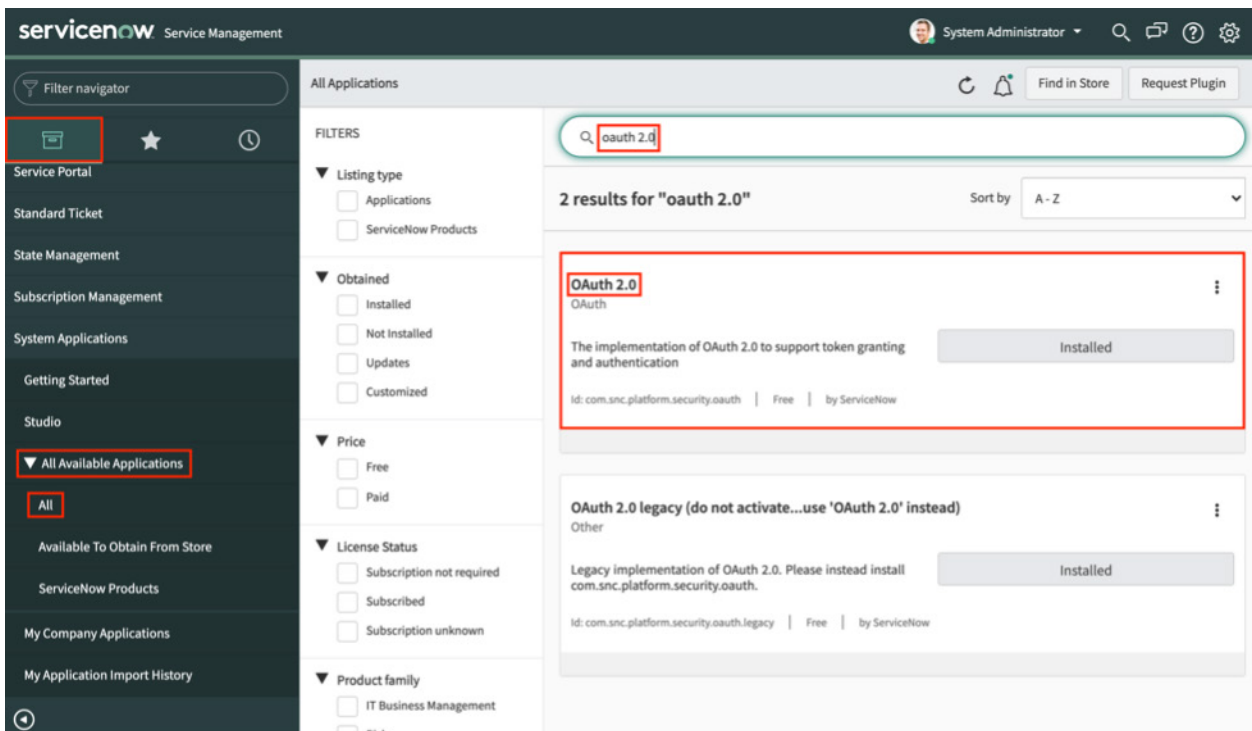 servicenow Service Management
System Administrator
Filter navigator
Service Portal
Standard Ticket
State Management
Subscription Management
System Applications
Getting Started
Studio
All Available Applications
All
Available To Obtain From Store
ServiceNow Products
My Company Applications
My Application Import History
All Applications
Find in Store
Request Plugin
FILTERS
Listing type
Applications
ServiceNow Products
Obtained
Installed
Not Installed
Updates
Customized
Price
Free
Paid
License Status
Subscription not required
Subscribed
Subscription unknown
Product family
IT Business Management
oauth 2.0
2 results for "oauth 2.0"
Sort by
A - Z
OAuth 2.0
OAuth
The implementation of OAuth 2.0 to support token granting
and authentication
Installed
Id: com.snc.platform.security.oauth | Free | by ServiceNow
OAuth 2.0 legacy (do not activate...use 'OAuth 2.0' instead)
Other
Legacy implementation of OAuth 2.0. Please instead install
com.snc.platform.security.oauth.
Installed
Id: com.snc.platform.security.oauth.legacy | Free | by ServiceNow